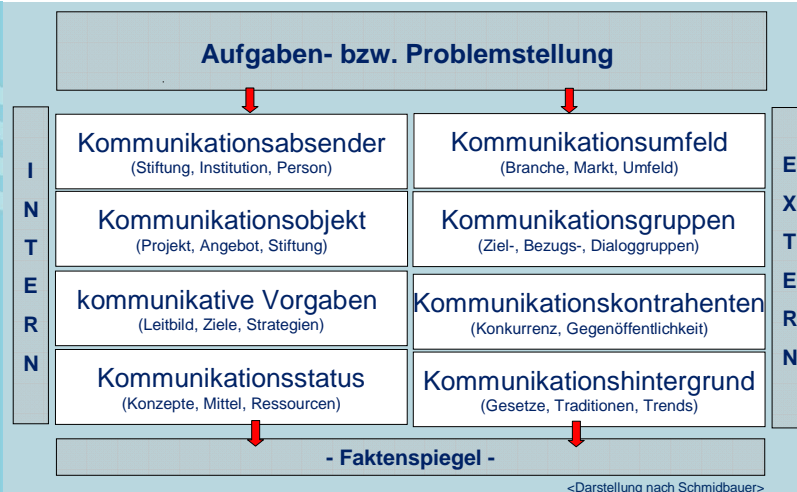 Aufgaben- bzw. Problemstellung
INTERN
Kommunikationsabsender
(Stiftung, Institution, Person)
Kommunikationsobjekt
(Projekt, Angebot, Stiftung)
kommunikative Vorgaben
(Leitbild, Ziele, Strategien)
Kommunikationsstatus
(Konzepte, Mittel, Ressourcen)
Kommunikationsumfeld
(Branche, Markt, Umfeld)
Kommunikationsgruppen
(Ziel-, Bezugs-, Dialoggruppen)
Kommunikationskontrahenten
(Konkurrenz, Gegenöffentlichkeit)
Kommunikationshintergrund
(Gesetze, Traditionen, Trends)
EXTERN
- Faktenspiegel -
<Darstellung nach Schmidbauer>